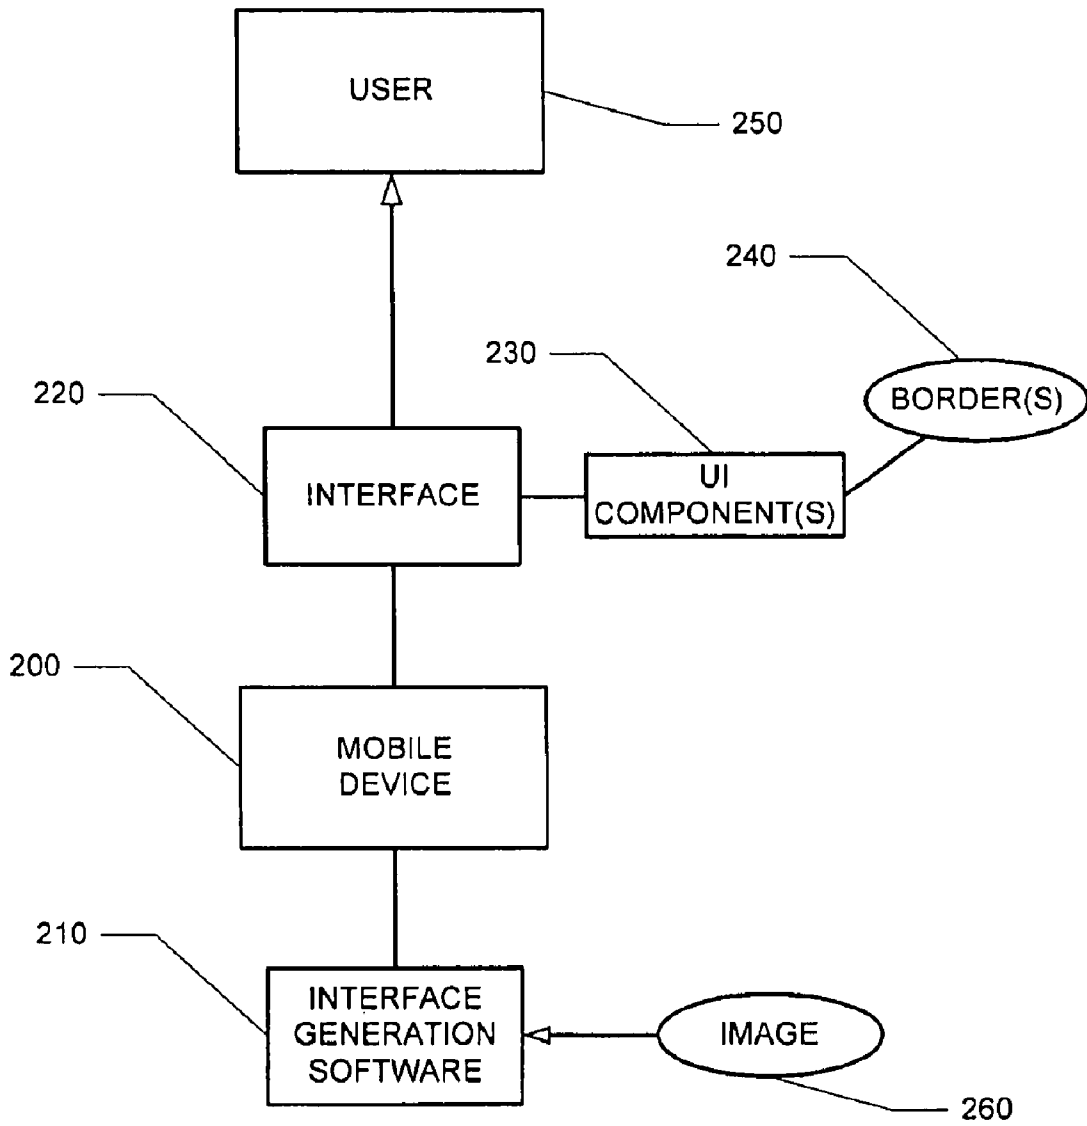 USER
250
240
230
220
BORDER(S)
UI
COMPONENT(S)
INTERFACE
200
MOBILE
DEVICE
210
INTERFACE
GENERATION
SOFTWARE
IMAGE
260